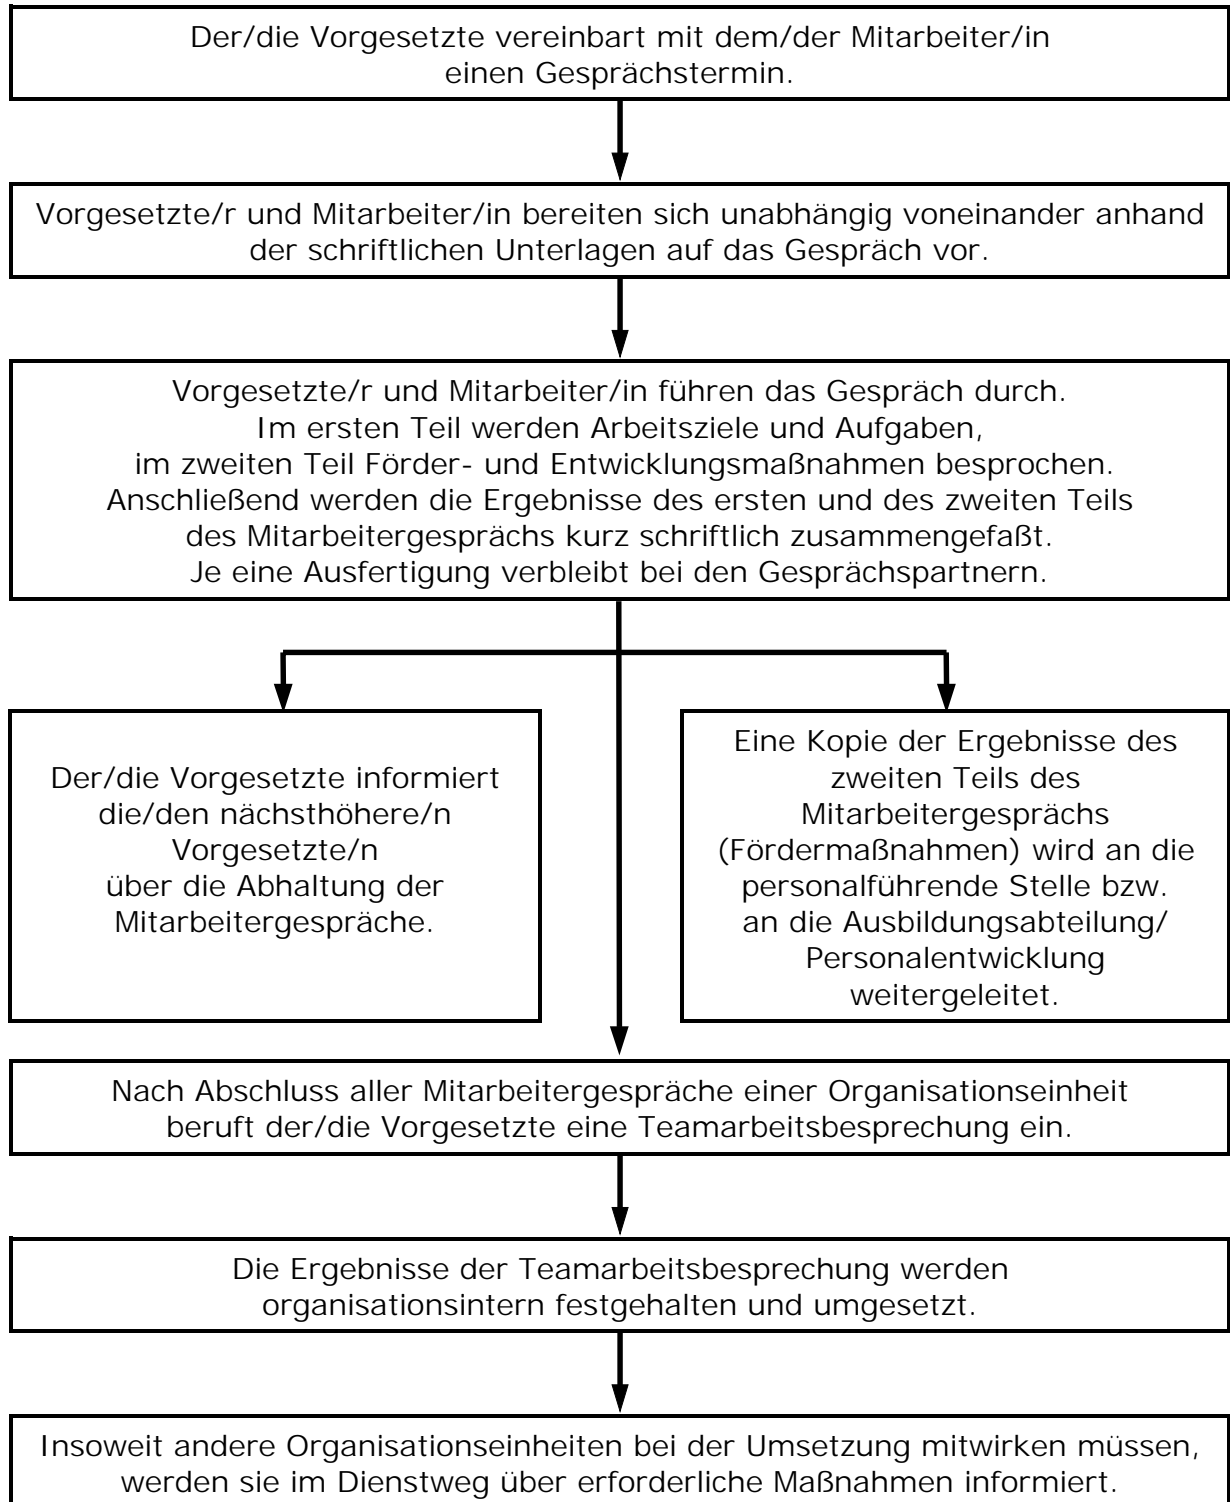 Der/die Vorgesetzte vereinbart mit dem/der Mitarbeiter/in
einen Gesprächstermin.
Vorgesetzte/r und Mitarbeiter/in bereiten sich unabhängig voneinander anhand
der schriftlichen Unterlagen auf das Gespräch vor.
Vorgesetzte/r und Mitarbeiter/in führen das Gespräch durch.
Im ersten Teil werden Arbeitsziele und Aufgaben,
im zweiten Teil Förder- und Entwicklungsmaßnahmen besprochen.
Anschließend werden die Ergebnisse des ersten und des zweiten Teils
des Mitarbeitergesprächs kurz schriftlich zusammengefaßt.
Je eine Ausfertigung verbleibt bei den Gesprächspartnern.
Der/die Vorgesetzte informiert
die/den nächsthöhere/n
Vorgesetzte/n
über die Abhaltung der
Mitarbeitergespräche.
Eine Kopie der Ergebnisse des
zweiten Teils des
Mitarbeitergesprächs
(Fördermaßnahmen) wird an die
personalführende Stelle bzw.
an die Ausbildungsabteilung/
Personalentwicklung
weitergeleitet.
Nach Abschluss aller Mitarbeitergespräche einer Organisationseinheit
beruft der/die Vorgesetzte eine Teamarbeitsbesprechung ein.
Die Ergebnisse der Teamarbeitsbesprechung werden
organisationsintern festgehalten und umgesetzt.
Insoweit andere Organisationseinheiten bei der Umsetzung mitwirken müssen,
werden sie im Dienstweg über erforderliche Maßnahmen informiert.